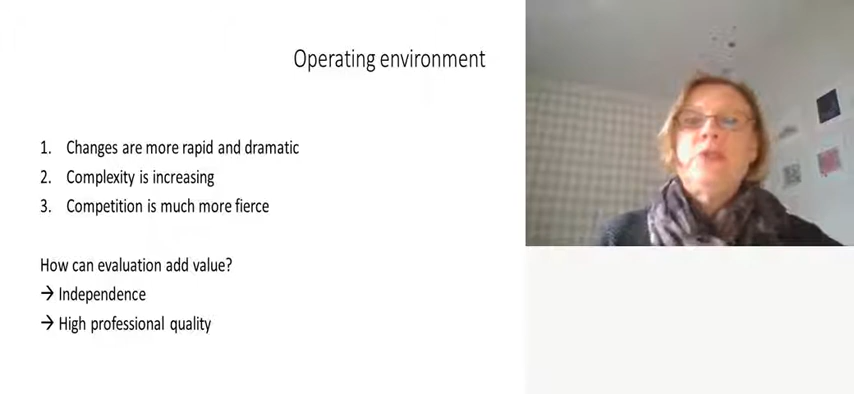 Operating environment
1. Changes are more rapid and dramatic
2. Complexity is increasing
3. Competition is much more fierce
How can evaluation add value?
→ Independence
→ High professional quality